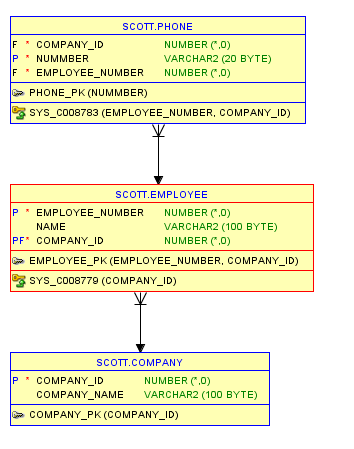 SCOTT.PHONE
F * COMPANY_ID NUMBER (*,0)
P * NUMMBER VARCHAR2 (20 BYTE)
F * EMPLOYEE_NUMBER NUMBER (*,0)
PHONE_PK (NUMMBER)
SYS_C008783 (EMPLOYEE_NUMBER, COMPANY_ID)
SCOTT.EMPLOYEE
P * EMPLOYEE_NUMBER NUMBER (*,0)
NAME VARCHAR2 (100 BYTE)
PF* COMPANY_ID NUMBER (*,0)
EMPLOYEE_PK (EMPLOYEE_NUMBER, COMPANY_ID)
SYS_C008779 (COMPANY_ID)
SCOTT.COMPANY
P * COMPANY_ID NUMBER (*,0)
COMPANY_NAME VARCHAR2 (100 BYTE)
COMPANY_PK (COMPANY_ID)